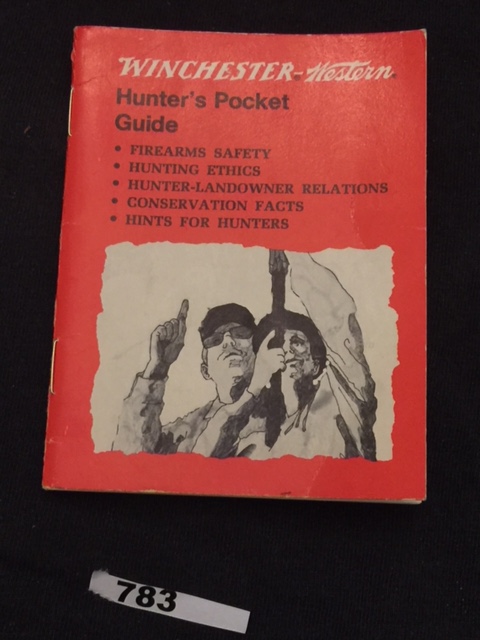 WINCHESTER®-Western®
Hunter's Pocket
Guide
• FIREARMS SAFETY
• HUNTING ETHICS
• HUNTER-LANDOWNER RELATIONS
• CONSERVATION FACTS
• HINTS FOR HUNTERS
783